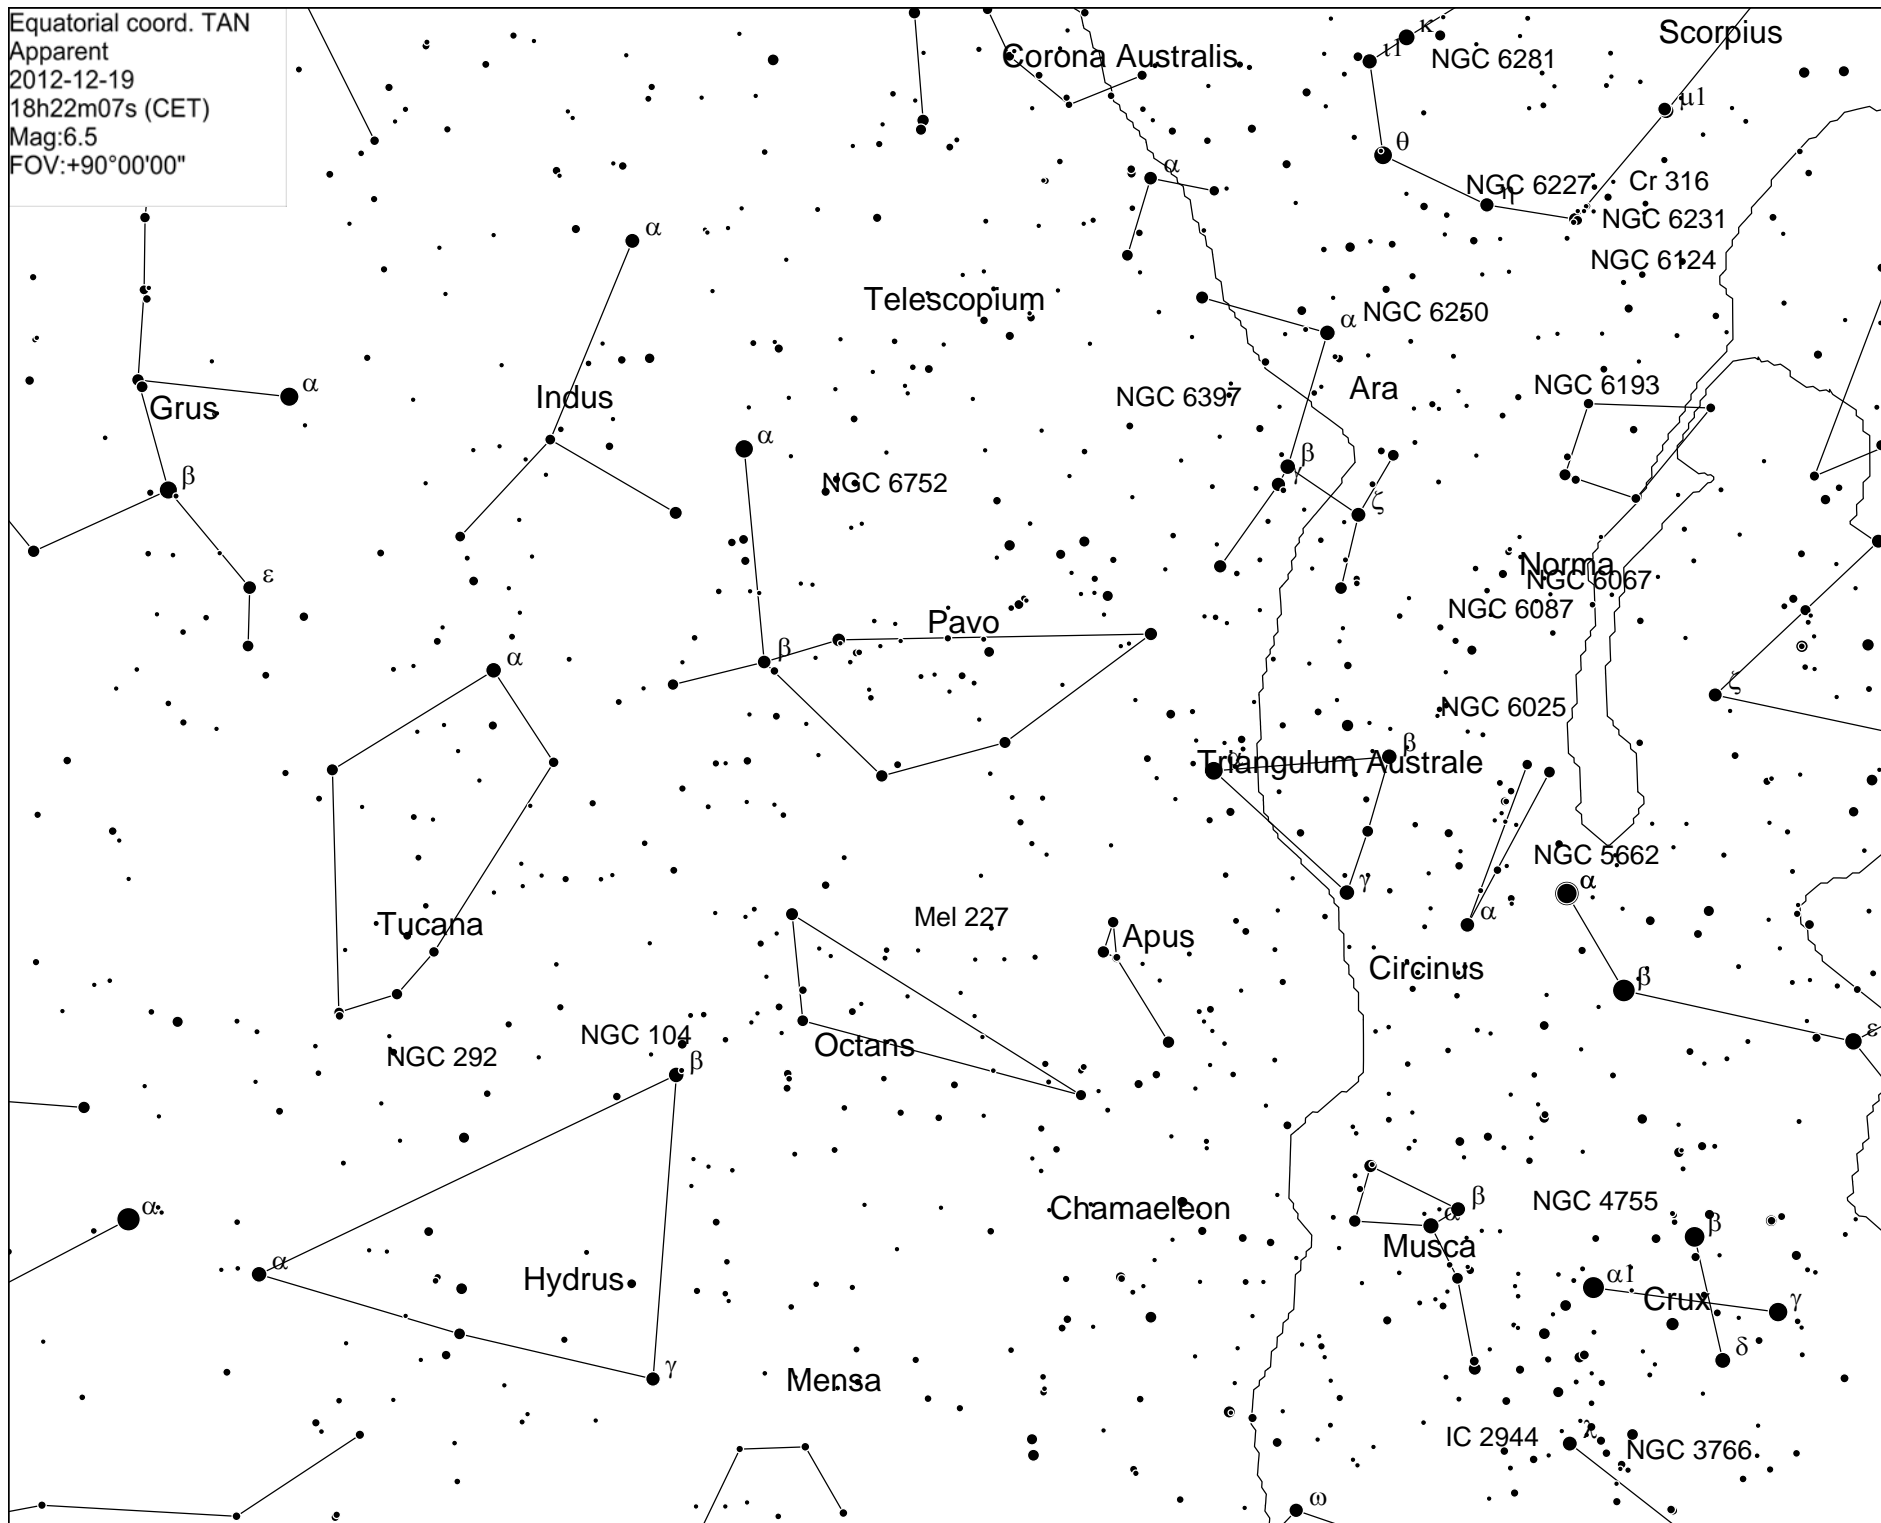 Equatorial coord. TAN
Apparent
2012-12-19
18h22m07s (CET)
Mag:6.5
FOV:+90°00'00"
Corona Australis
κ
ι1
NGC 6281
Scorpius
μ1
θ
α
NGC 6227
η
Cr 316
NGC 6231
α
NGC 6124
Telescopium
α
NGC 6250
α
Grus
Indus
NGC 6397
Ara
NGC 6193
α
β
β
γ
NGC 6752
ζ
ε
Norma
NGC 6067
NGC 6087
Pavo
α
β
ζ
NGC 6025
β
α
Triangulum Australe
NGC 5662
α
γ
α
Tucana
Mel 227
Apus
Circinus
β
ε
NGC 292
NGC 104
β
Octans
α
Chamaeleon
β
α
NGC 4755
β
Musca
α
Hydrus
α1
Crux
γ
δ
γ
Mensa
λ
IC 2944
NGC 3766
ω